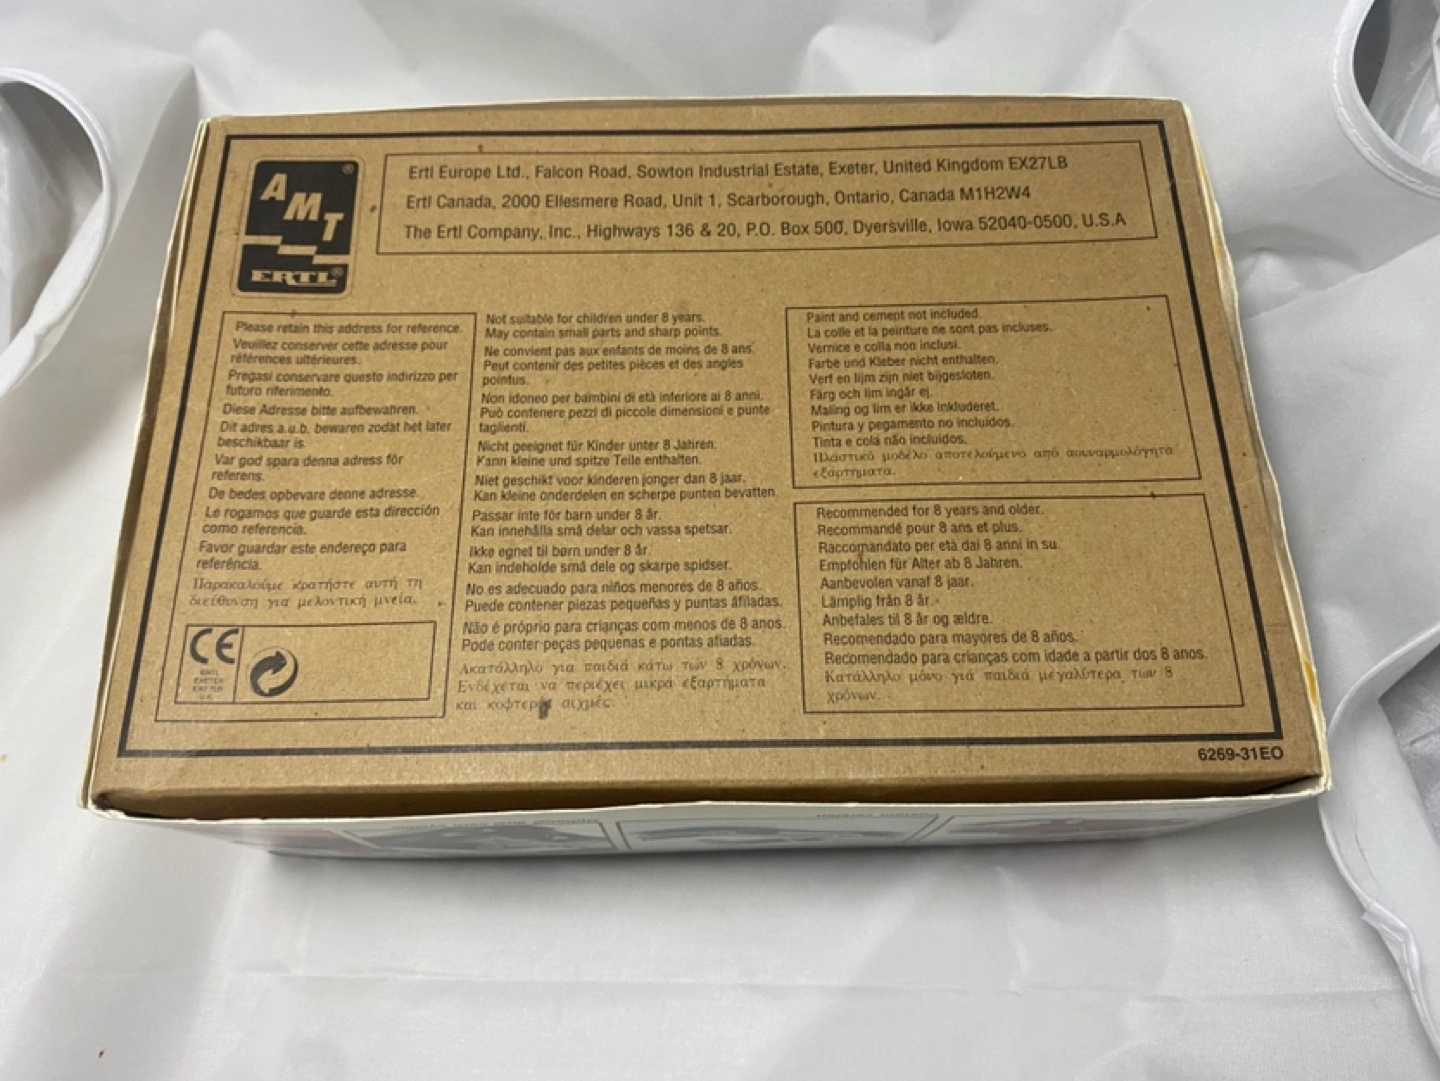 AMT
ERTL
Ertl Europe Ltd., Falcon Road, Sowton Industrial Estate, Exeter, United Kingdom EX27LB
Ertl Canada, 2000 Ellesmere Road, Unit 1, Scarborough, Ontario, Canada M1H2W4
The Ertl Company, Inc., Highways 136 & 20, P.O. Box 500, Dyersville, Iowa 52040-0500, U.S.A
Please retain this address for reference.
Veuillez conserver cette adresse pour
références ultérieures.
Pregasi conservare questo indirizzo per
futuro riferimento.
Diese Adresse bitte aufbewahren.
Dit adres a.u.b. bewaren zodat het later
beschikbaar is.
Var god spara denna adress för
referens.
De bedes opbevare denne adresse.
Le rogamos que guarde esta dirección
como referencia.
Favor guardar este endereço para
referência.
Παρακαλούμε κρατήστε αυτή τη
διεύθυνση για μελοντική μνεία.
CE
ERTL
EXETER
EX2 7LB
U.K.
Not suitable for children under 8 years.
May contain small parts and sharp points.
Ne convient pas aux enfants de moins de 8 ans.
Peut contenir des petites pièces et des angles
pointus.
Non idoneo per bambini di età inferiore ai 8 anni.
Può contenere pezzi di piccole dimensioni e punte
taglienti.
Nicht geeignet für Kinder unter 8 Jahren.
Kann kleine und spitze Teile enthalten.
Niet geschikt voor kinderen jonger dan 8 jaar.
Kan kleine onderdelen en scherpe punten bevatten.
Passar inte för barn under 8 år.
Kan innehålla små delar och vassa spetsar.
Ikke egnet til børn under 8 år.
Kan indeholde små dele og skarpe spidser.
No es adecuado para niños menores de 8 años.
Puede contener piezas pequeñas y puntas afiladas.
Não é próprio para crianças com menos de 8 anos.
Pode conter peças pequenas e pontas afiadas.
Ακατάλληλο για παιδιά κάτω των 8 χρόνων.
Ενδέχεται να περιέχει μικρά εξαρτήματα
και κοφτερές αιχμές.
Paint and cement not included.
La colle et la peinture ne sont pas incluses.
Vernice e colla non inclusi.
Farbe und Kleber nicht enthalten.
Verf en lijm zijn niet bijgesloten.
Färg och lim ingår ej.
Maling og lim er ikke inkluderet.
Pintura y pegamento no incluidos.
Tinta e cola não incluidos.
Πλαστικό μοδέλο αποτελούμενο από συναρμολόγητα
εξαρτήματα.
Recommended for 8 years and older.
Recommandé pour 8 ans et plus.
Raccomandato per età dai 8 anni in su.
Empfohlen für Alter ab 8 Jahren.
Aanbevolen vanaf 8 jaar.
Lämplig från 8 år.
Anbefales til 8 år og ældre.
Recomendado para mayores de 8 años.
Recomendado para crianças com idade a partir dos 8 anos.
Κατάλληλο μόνο γιά παιδιά μεγαλύτερα των 8
χρόνων.
6269-31EO